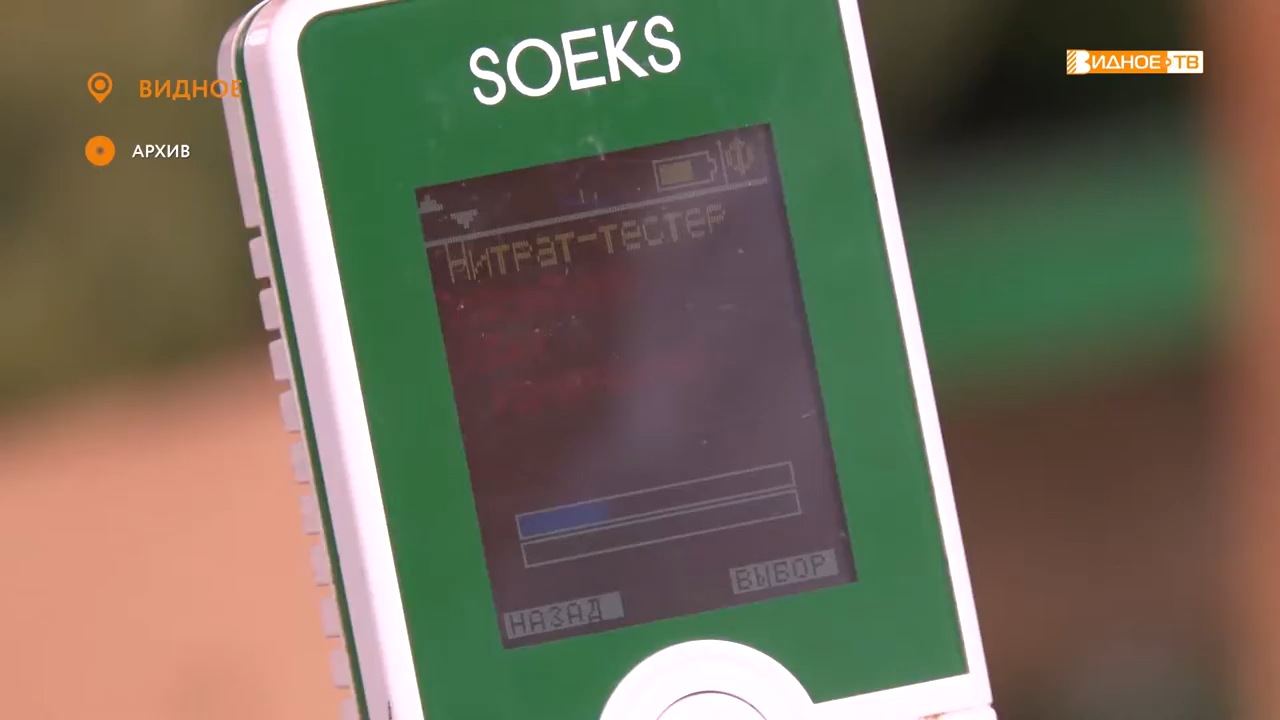 SOEKS
ВИДНОЕ
ВИДНОЕ ТВ
АРХИВ
Нитрат-тестер
ВЫБОР
НАЗАД